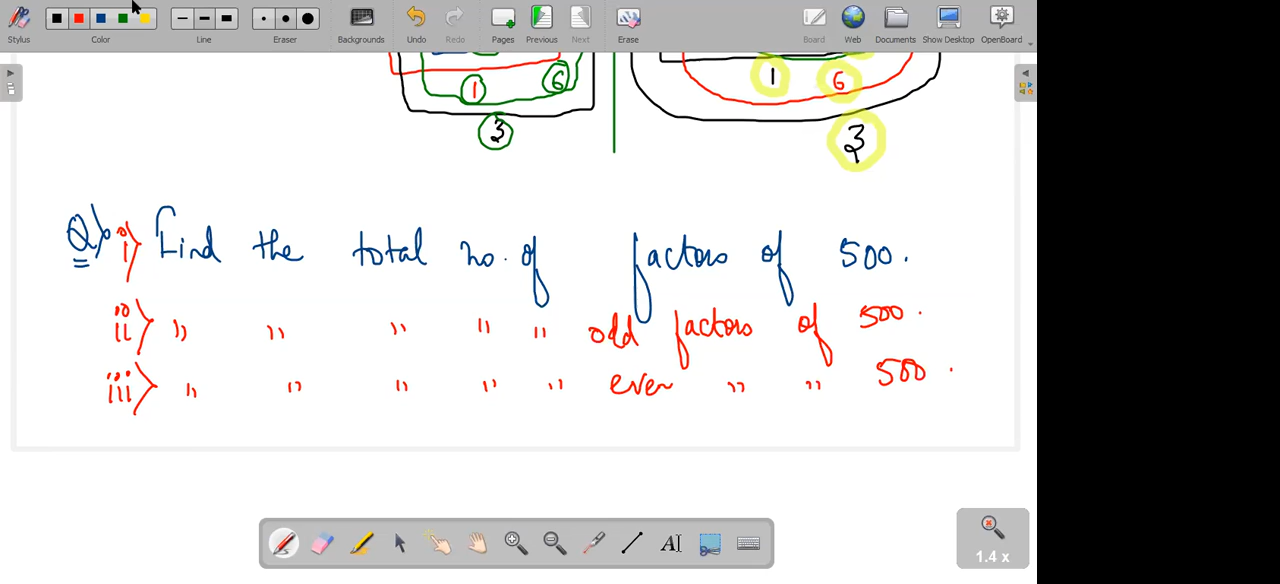 Stylus
Color
Line
Eraser
Backgrounds
Undo
Redo
Pages
Previous
Next
Erase
Board
Web
Documents
Show Desktop
OpenBoard
1 6 1 6
3 3
Q) i) Find the total no. of factors of 500.
ii) " " " " " odd factors of 500.
iii) " " " " " even " " 500.
1.4 x